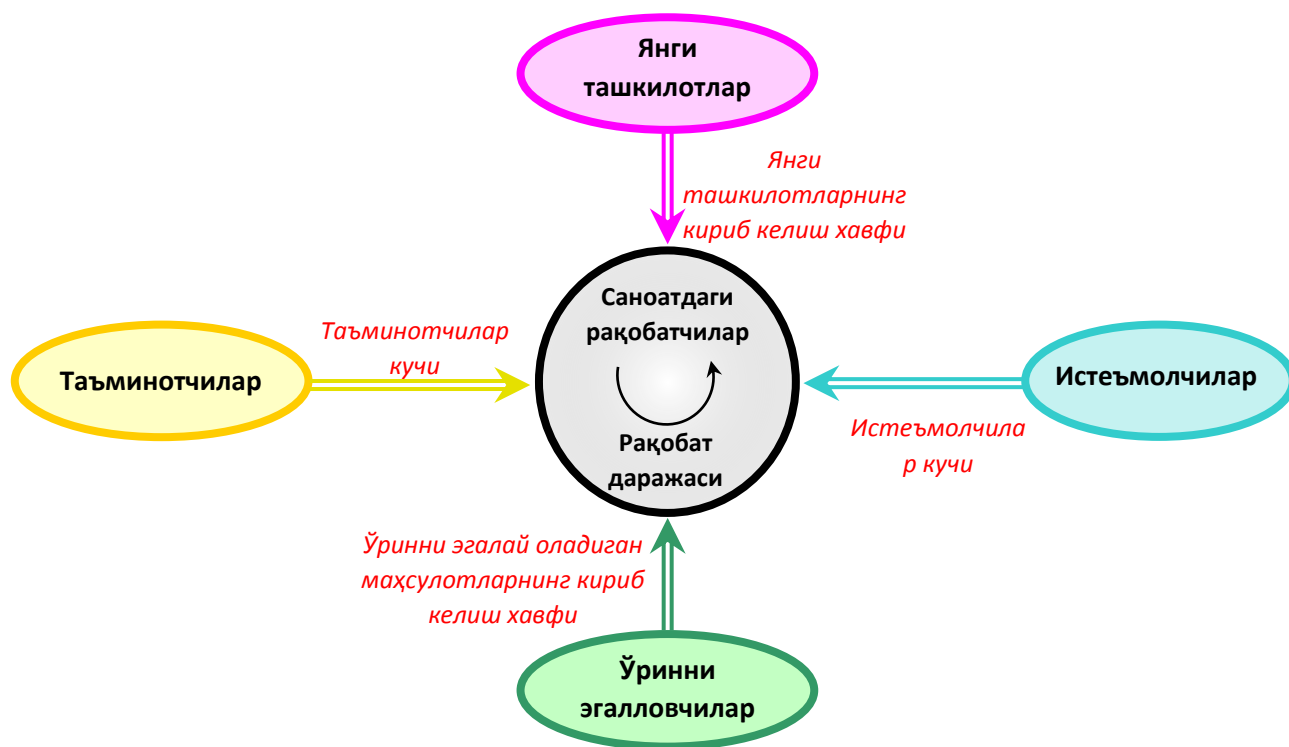 Янги
ташкилотлар
Янги
ташкилотларнинг
кириб келиш хавфи
Саноатдаги
рақобатчилар
Таъминотчилар
кучи
Таъминотчилар
Истеъмолчилар
Истеъмолчила
р кучи
Рақобат
даражаси
Ўринни эгалай оладиган
маҳсулотларнинг кириб
келиш хавфи
Ўринни
эгалловчилар